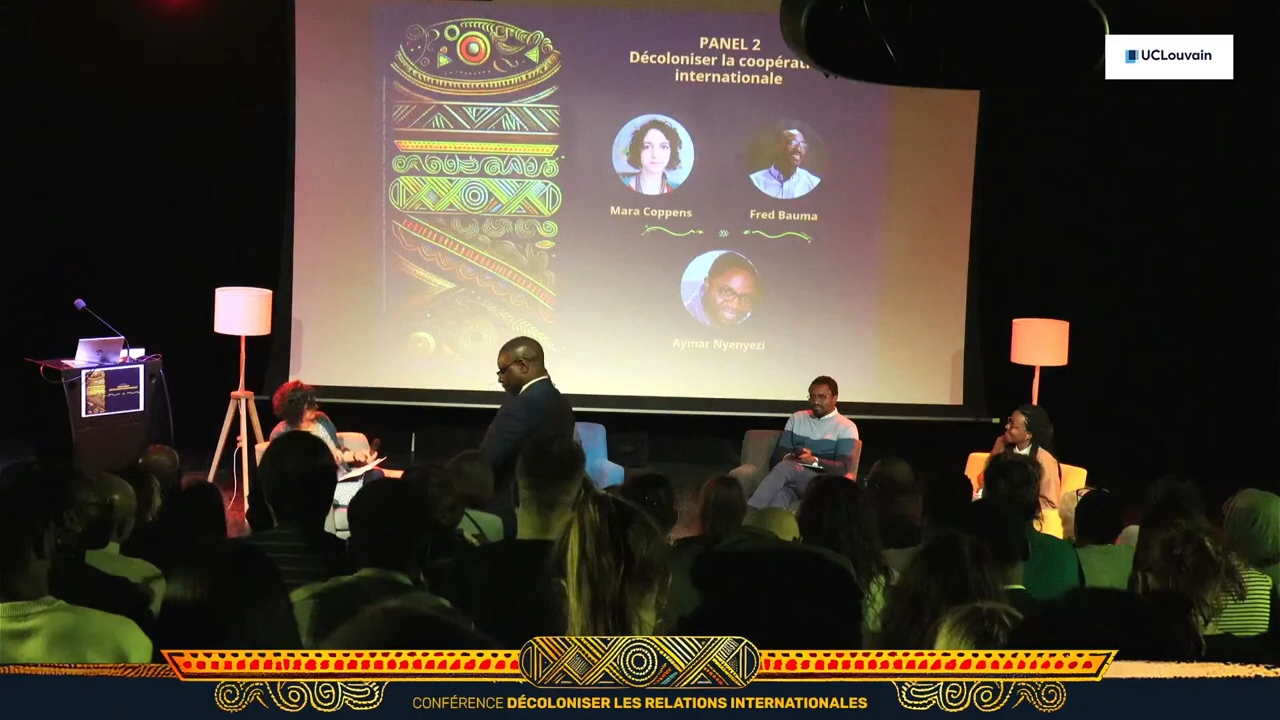 PANEL 2
Décoloniser la coopérati
internationale
UCLouvain
Mara Coppens
Fred Bauma
Aymar Nyenyezi
CONFÉRENCE DÉCOLONISER LES RELATIONS INTERNATIONALES